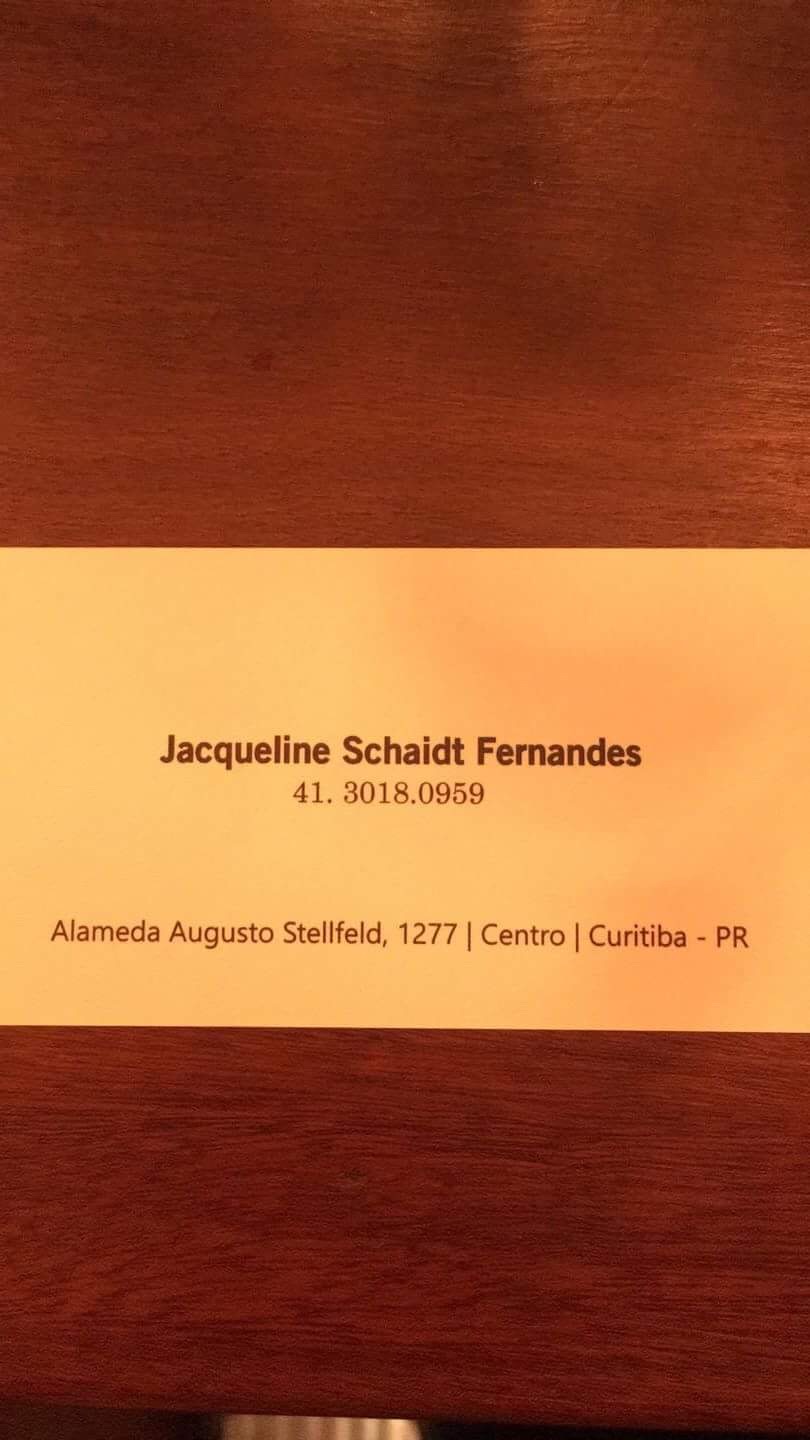 Jacqueline Schaidt Fernandes
41. 3018.0959
Alameda Augusto Stellfeld, 1277 | Centro | Curitiba - PR